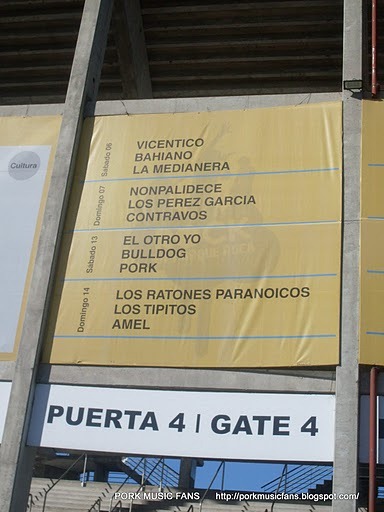 Cultura
Sabado 06
VICENTICO
BAHIANO
LA MEDIANERA
Domingo 07
NONPALIDECE
LOS PEREZ GARCIA
CONTRAVOS
Sabado 13
EL OTRO YO
BULLDOG
PORK
Domingo 14
LOS RATONES PARANOICOS
LOS TIPITOS
AMEL
PUERTA 4 | GATE 4
PORK MUSIC FANS http://porkmusicfans.blogspot.com/